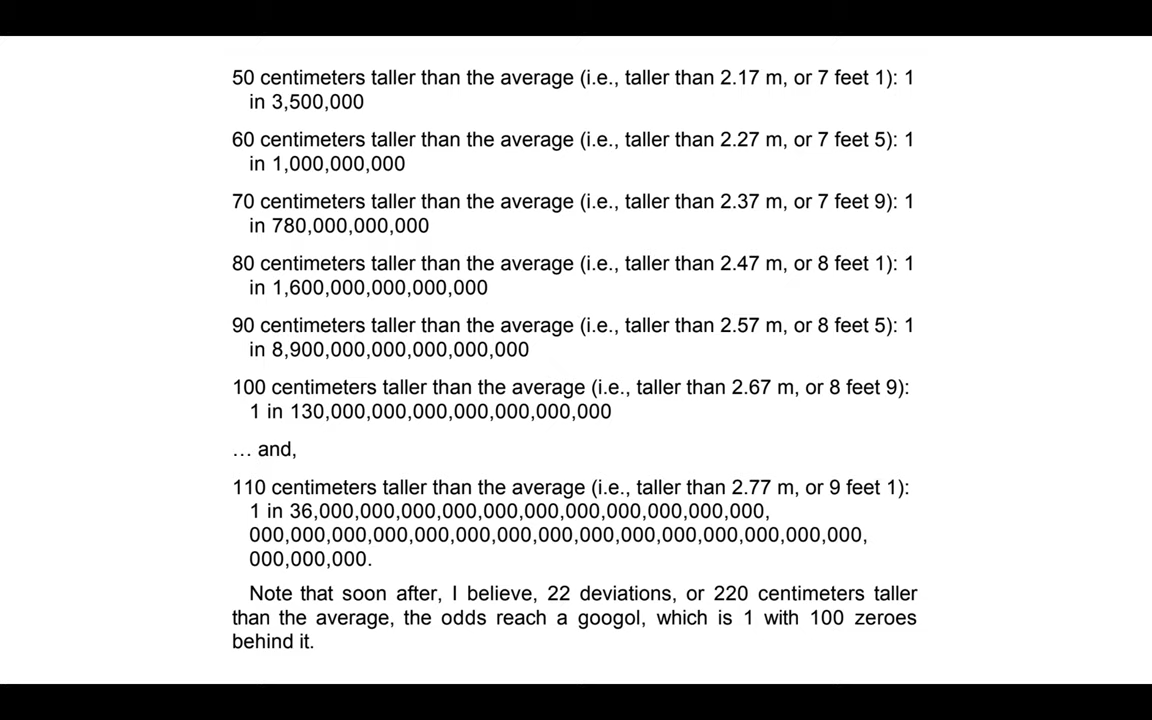 50 centimeters taller than the average (i.e., taller than 2.17 m, or 7 feet 1): 1
in 3,500,000
60 centimeters taller than the average (i.e., taller than 2.27 m, or 7 feet 5): 1
in 1,000,000,000
70 centimeters taller than the average (i.e., taller than 2.37 m, or 7 feet 9): 1
in 780,000,000,000
80 centimeters taller than the average (i.e., taller than 2.47 m, or 8 feet 1): 1
in 1,600,000,000,000,000
90 centimeters taller than the average (i.e., taller than 2.57 m, or 8 feet 5): 1
in 8,900,000,000,000,000,000
100 centimeters taller than the average (i.e., taller than 2.67 m, or 8 feet 9):
1 in 130,000,000,000,000,000,000,000
… and,
110 centimeters taller than the average (i.e., taller than 2.77 m, or 9 feet 1):
1 in 36,000,000,000,000,000,000,000,000,000,000,000,
000,000,000,000,000,000,000,000,000,000,000,000,000,000,000,
000,000,000.
Note that soon after, I believe, 22 deviations, or 220 centimeters taller
than the average, the odds reach a googol, which is 1 with 100 zeroes
behind it.